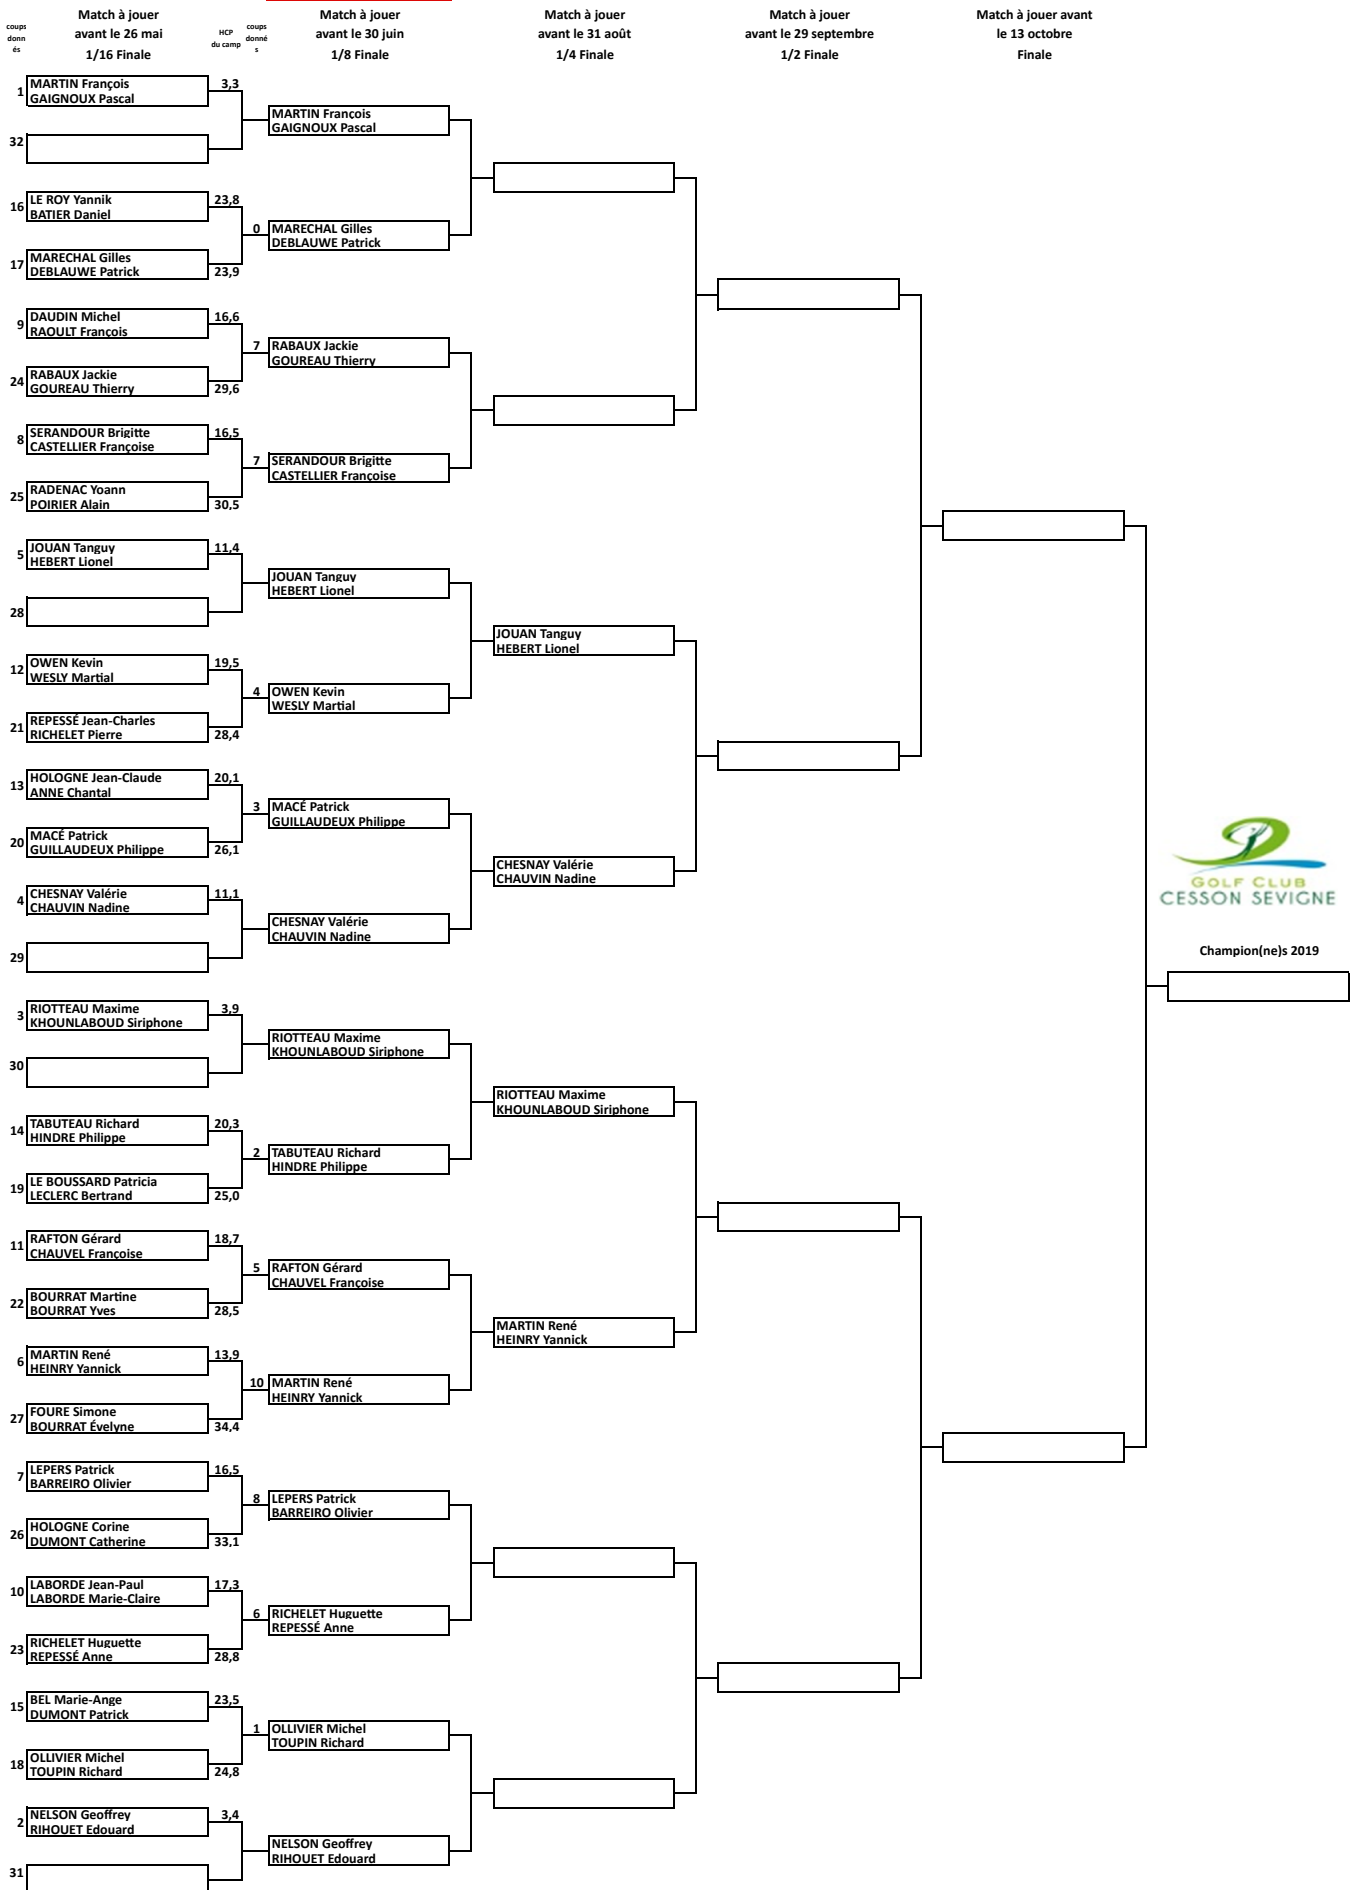 Match à jouer
avant le 26 mai
1/16 Finale
Match à jouer
avant le 30 juin
1/8 Finale
Match à jouer
avant le 31 août
1/4 Finale
Match à jouer
avant le 29 septembre
1/2 Finale
Match à jouer avant
le 13 octobre
Finale
coups
donn
és
HCP
du camp
coups
donné
s
1
MARTIN François
GAIGNOUX Pascal
3,3
32
16
LE ROY Yannik
BATIER Daniel
23,8
17
MARECHAL Gilles
DEBLAUWE Patrick
23,9
9
DAUDIN Michel
RAOULT François
16,6
24
RABAUX Jackie
GOUREAU Thierry
29,6
8
SERANDOUR Brigitte
CASTELLIER Françoise
16,5
25
RADENAC Yoann
POIRIER Alain
30,5
5
JOUAN Tanguy
HEBERT Lionel
11,4
28
12
OWEN Kevin
WESLY Martial
19,5
21
REPESSÉ Jean-Charles
RICHELET Pierre
28,4
13
HOLOGNE Jean-Claude
ANNE Chantal
20,1
20
MACÉ Patrick
GUILLAUDEUX Philippe
26,1
4
CHESNAY Valérie
CHAUVIN Nadine
11,1
29
3
RIOTTEAU Maxime
KHOUNLABOUD Siriphone
3,9
30
14
TABUTEAU Richard
HINDRE Philippe
20,3
19
LE BOUSSARD Patricia
LECLERC Bertrand
25,0
11
RAFTON Gérard
CHAUVEL Françoise
18,7
22
BOURRAT Martine
BOURRAT Yves
28,5
6
MARTIN René
HEINRY Yannick
13,9
27
FOURE Simone
BOURRAT Évelyne
34,4
7
LEPERS Patrick
BARREIRO Olivier
16,5
26
HOLOGNE Corine
DUMONT Catherine
33,1
10
LABORDE Jean-Paul
LABORDE Marie-Claire
17,3
23
RICHELET Huguette
REPESSÉ Anne
28,8
15
BEL Marie-Ange
DUMONT Patrick
23,5
18
OLLIVIER Michel
TOUPIN Richard
24,8
2
NELSON Geoffrey
RIHOUET Edouard
3,4
31
MARTIN François
GAIGNOUX Pascal
0
MARECHAL Gilles
DEBLAUWE Patrick
7
RABAUX Jackie
GOUREAU Thierry
7
SERANDOUR Brigitte
CASTELLIER Françoise
JOUAN Tanguy
HEBERT Lionel
4
OWEN Kevin
WESLY Martial
3
MACÉ Patrick
GUILLAUDEUX Philippe
CHESNAY Valérie
CHAUVIN Nadine
RIOTTEAU Maxime
KHOUNLABOUD Siriphone
2
TABUTEAU Richard
HINDRE Philippe
5
RAFTON Gérard
CHAUVEL Françoise
10
MARTIN René
HEINRY Yannick
8
LEPERS Patrick
BARREIRO Olivier
6
RICHELET Huguette
REPESSÉ Anne
1
OLLIVIER Michel
TOUPIN Richard
NELSON Geoffrey
RIHOUET Edouard
JOUAN Tanguy
HEBERT Lionel
CHESNAY Valérie
CHAUVIN Nadine
RIOTTEAU Maxime
KHOUNLABOUD Siriphone
MARTIN René
HEINRY Yannick
GOLF CLUB
CESSON SEVIGNE
Champion(ne)s 2019